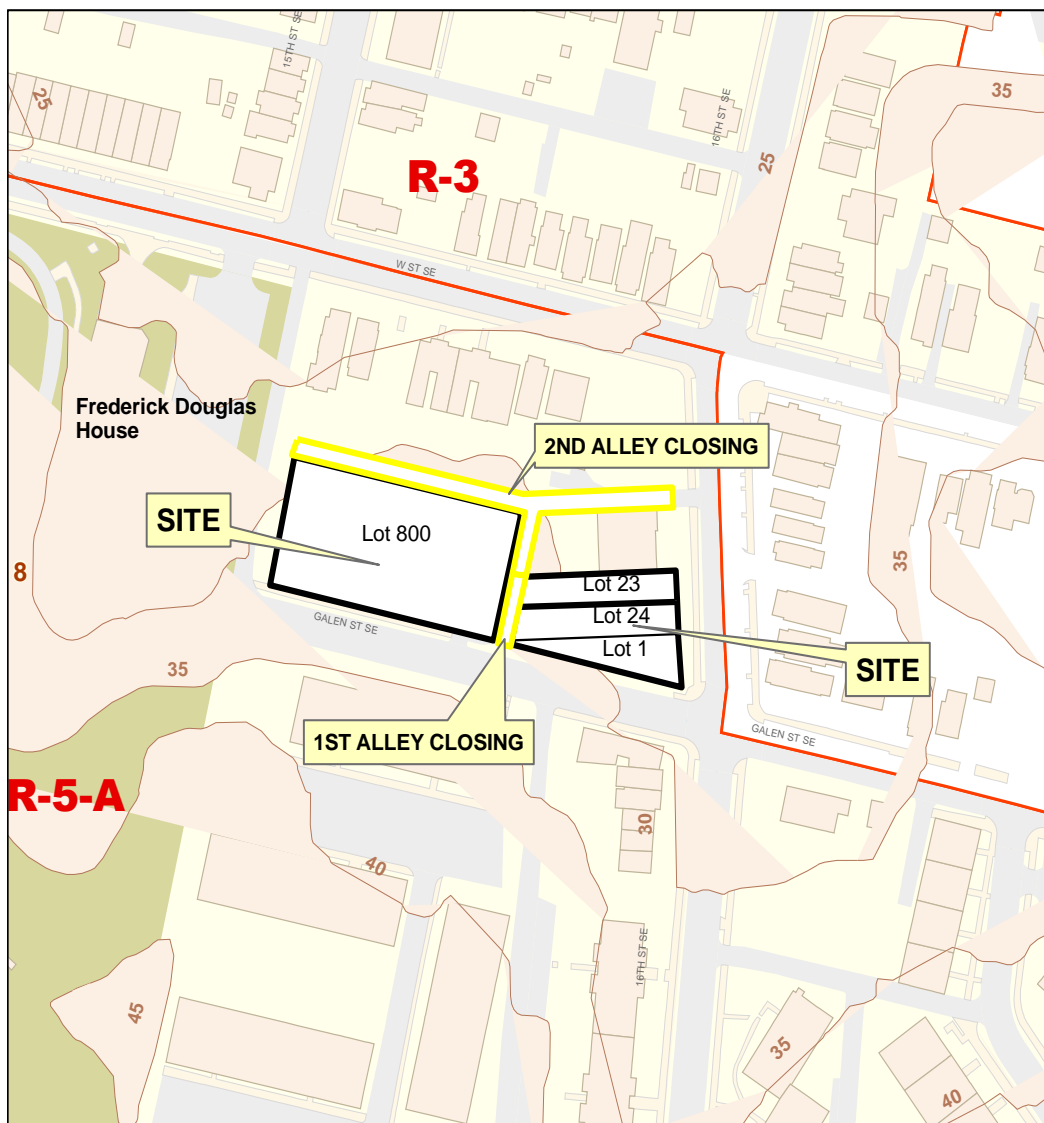 15TH ST SE
25
35
16TH ST SE
R-3
25
W ST SE
Frederick Douglas
House
2ND ALLEY CLOSING
SITE
Lot 800
8
35
Lot 23
Lot 24
Lot 1
GALEN ST SE
35
SITE
1ST ALLEY CLOSING
GALEN ST SE
R-5-A
30
40
16TH ST SE
45
35
40